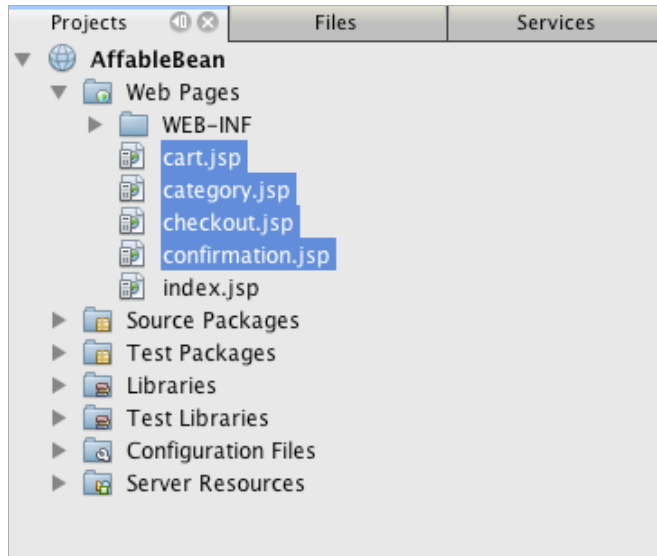 Projects Files Services
AffableBean
Web Pages
WEB-INF
cart.jsp
category.jsp
checkout.jsp
confirmation.jsp
index.jsp
Source Packages
Test Packages
Libraries
Test Libraries
Configuration Files
Server Resources